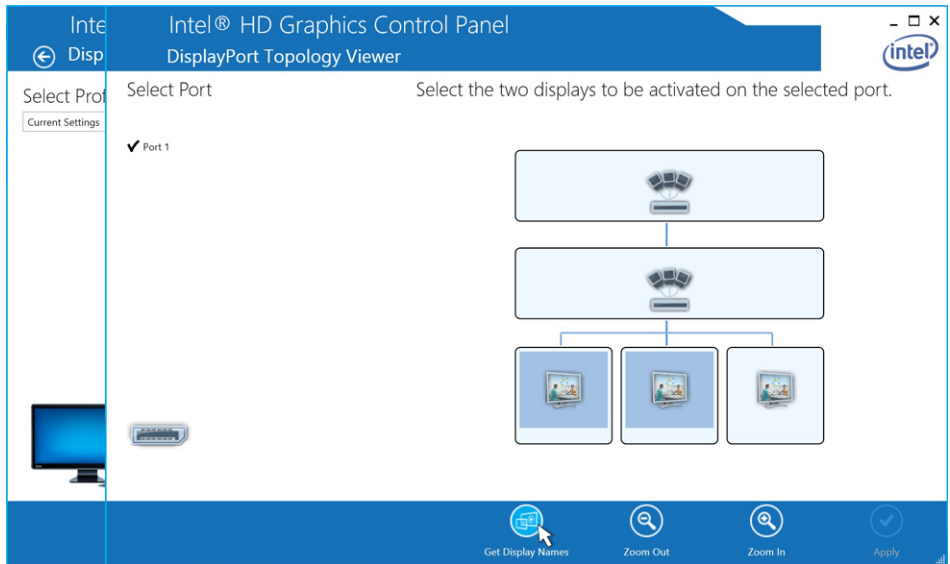 Inte
Disp
Select Prof
Current Settings
Intel® HD Graphics Control Panel
DisplayPort Topology Viewer
intel
Select Port
Select the two displays to be activated on the selected port.
Port 1
Get Display Names
Zoom Out
Zoom In
Apply